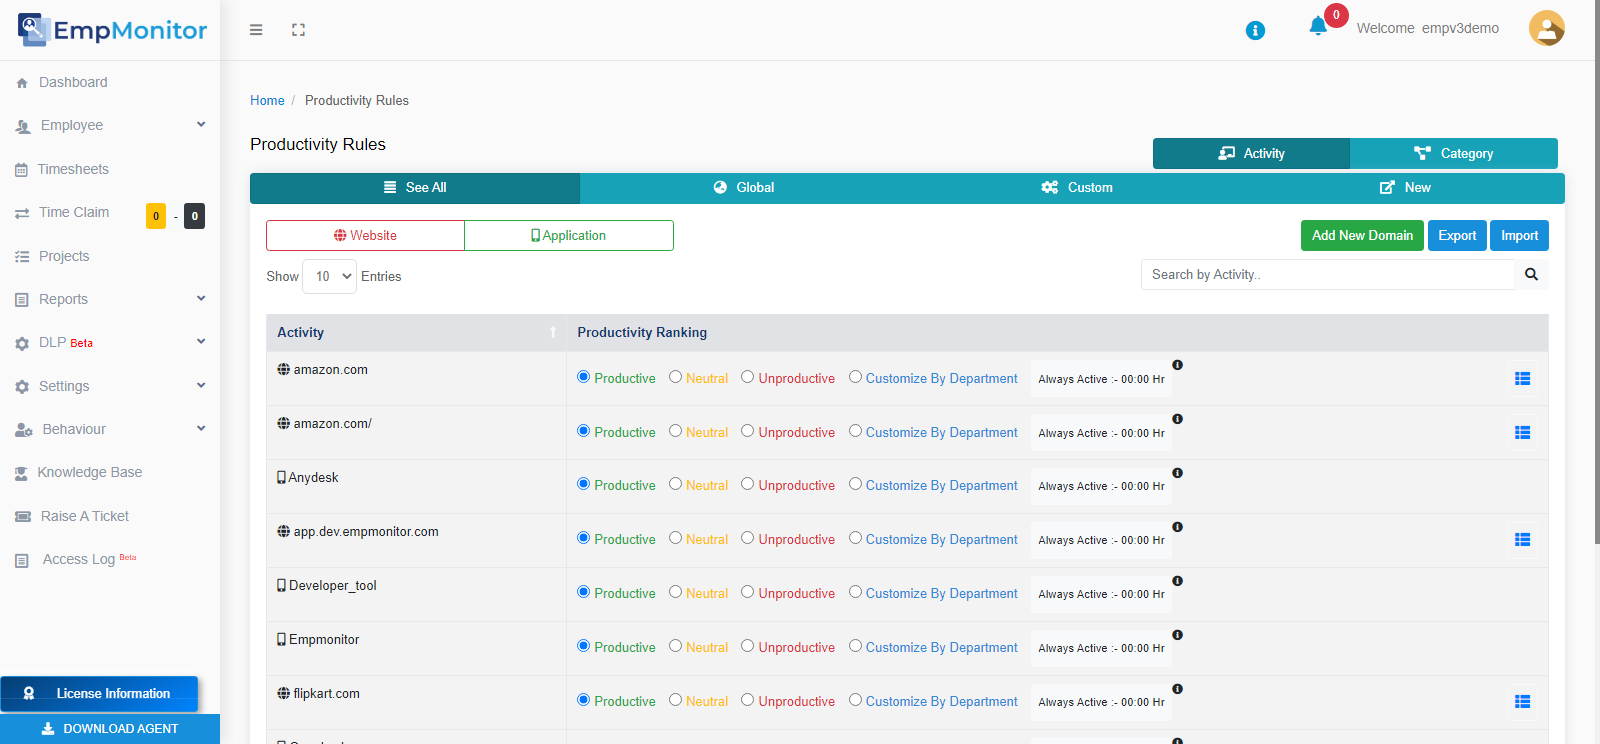 EmpMonitor
0
Welcome empv3demo
Dashboard
Employee
Timesheets
Time Claim 0 - 0
Projects
Reports
DLP Beta
Settings
Behaviour
Knowledge Base
Raise A Ticket
Access Log Beta
License Information
DOWNLOAD AGENT
Home / Productivity Rules
Productivity Rules
Activity Category
See All Global Custom New
Website Application
Add New Domain Export Import
Show 10 Entries
Search by Activity..
Activity Productivity Ranking
amazon.com Productive Neutral Unproductive Customize By Department Always Active :- 00:00 Hr
amazon.com/ Productive Neutral Unproductive Customize By Department Always Active :- 00:00 Hr
Anydesk Productive Neutral Unproductive Customize By Department Always Active :- 00:00 Hr
app.dev.empmonitor.com Productive Neutral Unproductive Customize By Department Always Active :- 00:00 Hr
Developer_tool Productive Neutral Unproductive Customize By Department Always Active :- 00:00 Hr
Empmonitor Productive Neutral Unproductive Customize By Department Always Active :- 00:00 Hr
flipkart.com Productive Neutral Unproductive Customize By Department Always Active :- 00:00 Hr